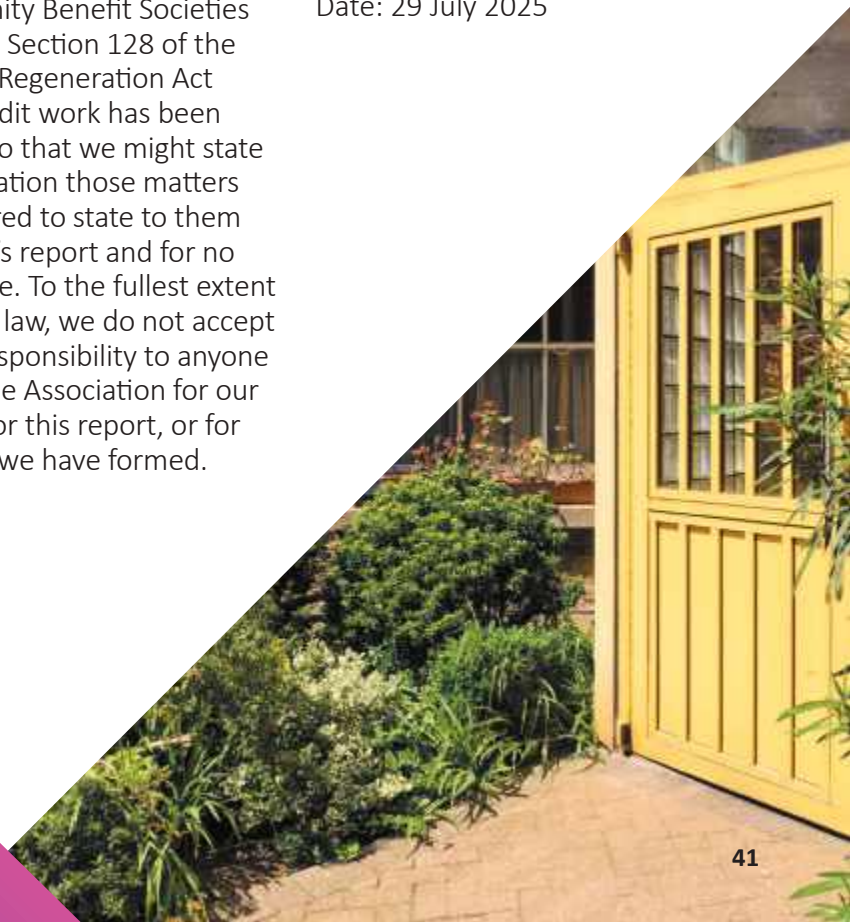 ity Benefit Societies
Section 128 of the
Regeneration Act
dit work has been
o that we might state
ation those matters
red to state to them
's report and for no
e. To the fullest extent
law, we do not accept
sponsibility to anyone
e Association for our
or this report, or for
we have formed.
Date: 29 July 2025
41